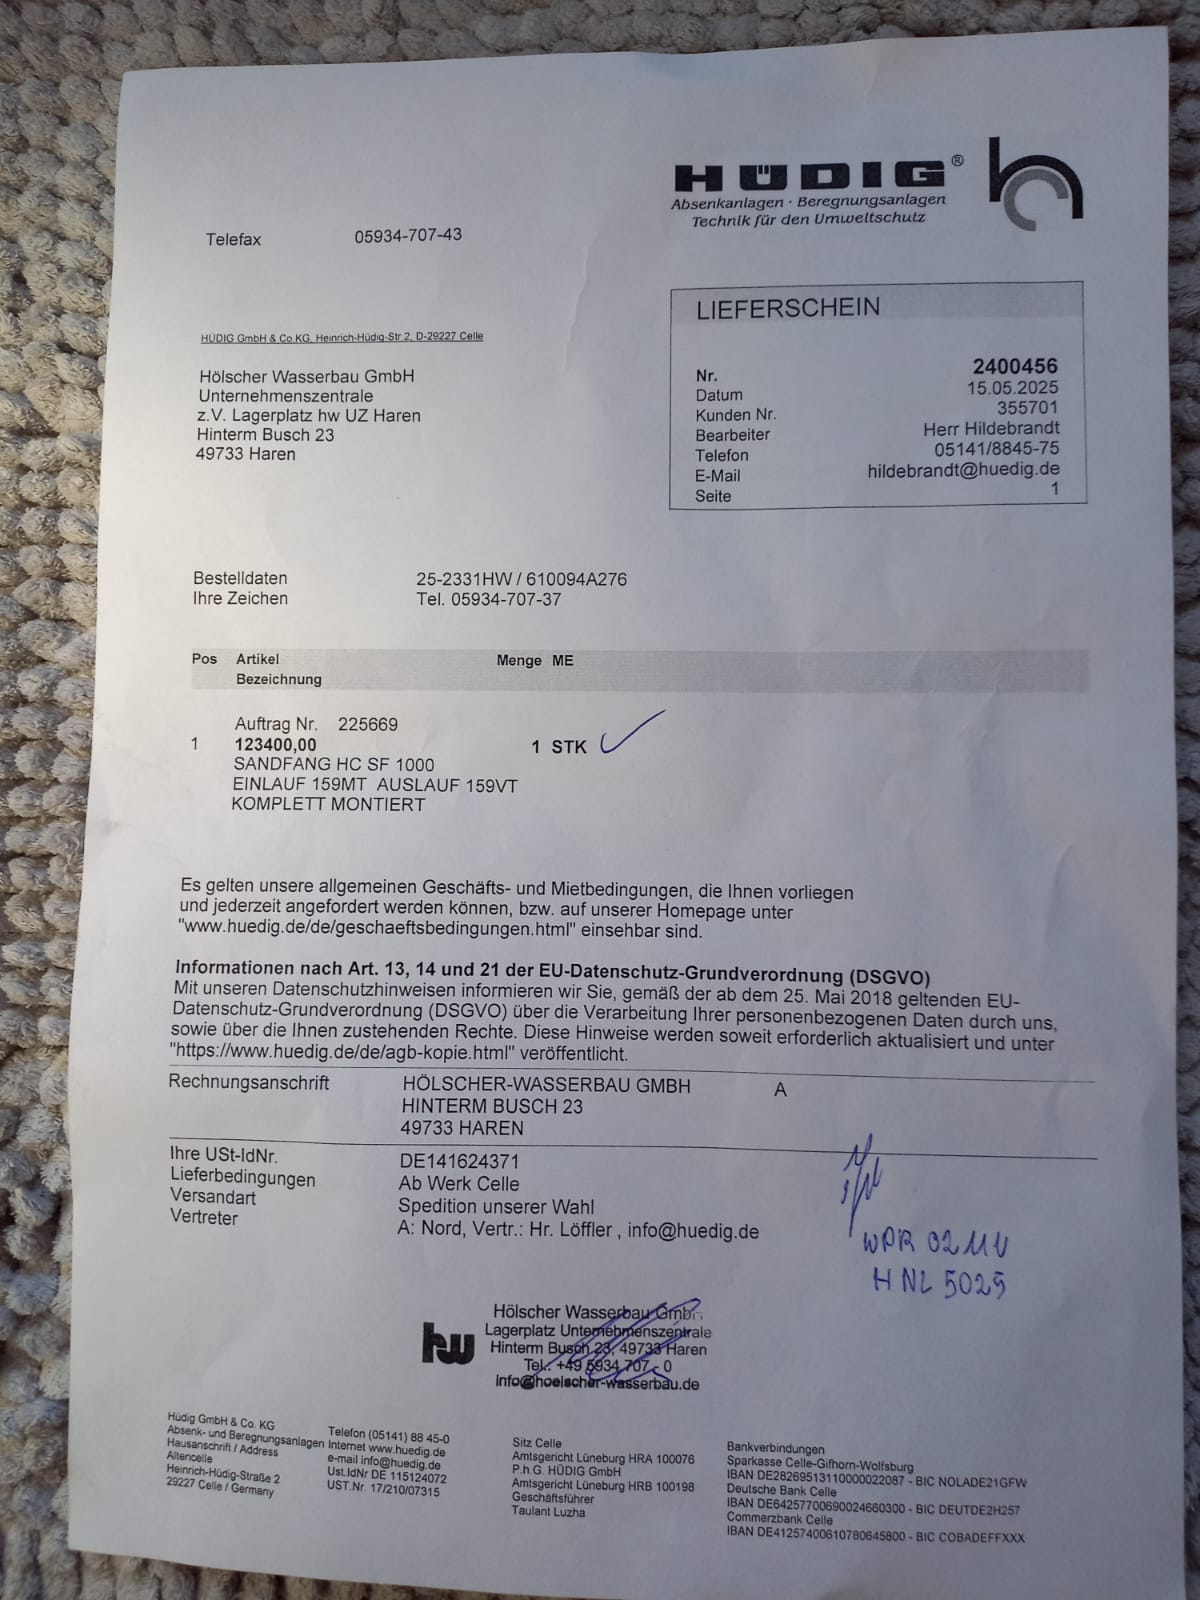 HÜDIG®
Absenkanlagen · Beregnungsanlagen
Technik für den Umweltschutz
Telefax 05934-707-43
HÜDIG GmbH & Co.KG, Heinrich-Hüdig-Str 2, D-29227 Celle
Hölscher Wasserbau GmbH
Unternehmenszentrale
z.V. Lagerplatz hw UZ Haren
Hinterm Busch 23
49733 Haren
LIEFERSCHEIN
Nr. 2400456
Datum 15.05.2025
Kunden Nr. 355701
Bearbeiter Herr Hildebrandt
Telefon 05141/8845-75
E-Mail hildebrandt@huedig.de
Seite 1
Bestelldaten 25-2331HW / 610094A276
Ihre Zeichen Tel. 05934-707-37
Pos Artikel Menge ME
Bezeichnung
Auftrag Nr. 225669
1 123400,00 1 STK
SANDFANG HC SF 1000
EINLAUF 159MT AUSLAUF 159VT
KOMPLETT MONTIERT
Es gelten unsere allgemeinen Geschäfts- und Mietbedingungen, die Ihnen vorliegen
und jederzeit angefordert werden können, bzw. auf unserer Homepage unter
"www.huedig.de/de/geschaeftsbedingungen.html" einsehbar sind.
Informationen nach Art. 13, 14 und 21 der EU-Datenschutz-Grundverordnung (DSGVO)
Mit unseren Datenschutzhinweisen informieren wir Sie, gemäß der ab dem 25. Mai 2018 geltenden EU-
Datenschutz-Grundverordnung (DSGVO) über die Verarbeitung Ihrer personenbezogenen Daten durch uns,
sowie über die Ihnen zustehenden Rechte. Diese Hinweise werden soweit erforderlich aktualisiert und unter
"https://www.huedig.de/de/agb-kopie.html" veröffentlicht.
Rechnungsanschrift HÖLSCHER-WASSERBAU GMBH A
HINTERM BUSCH 23
49733 HAREN
Ihre USt-IdNr. DE141624371
Lieferbedingungen Ab Werk Celle
Versandart Spedition unserer Wahl
Vertreter A: Nord, Vertr.: Hr. Löffler , info@huedig.de
WPR 0211U
HNL 5025
hw
Hölscher Wasserbau GmbH
Lagerplatz Unternehmenszentrale
Hinterm Busch 23, 49733 Haren
Tel.: +49 5934 707 - 0
info@hoelscher-wasserbau.de
Hüdig GmbH & Co. KG
Absenk- und Beregnungsanlagen
Hausanschrift / Address
Altencelle
Heinrich-Hüdig-Straße 2
29227 Celle / Germany
Telefon (05141) 88 45-0
Internet www.huedig.de
e-mail info@huedig.de
Ust.IdNr DE 115124072
UST.Nr. 17/210/07315
Sitz Celle
Amtsgericht Lüneburg HRA 100076
P.h.G. HÜDIG GmbH
Amtsgericht Lüneburg HRB 100198
Geschäftsführer
Taulant Luzha
Bankverbindungen
Sparkasse Celle-Gifhorn-Wolfsburg
IBAN DE28269513110000022087 - BIC NOLADE21GFW
Deutsche Bank Celle
IBAN DE64257700690024660300 - BIC DEUTDE2H257
Commerzbank Celle
IBAN DE41257400610780645800 - BIC COBADEFFXXX